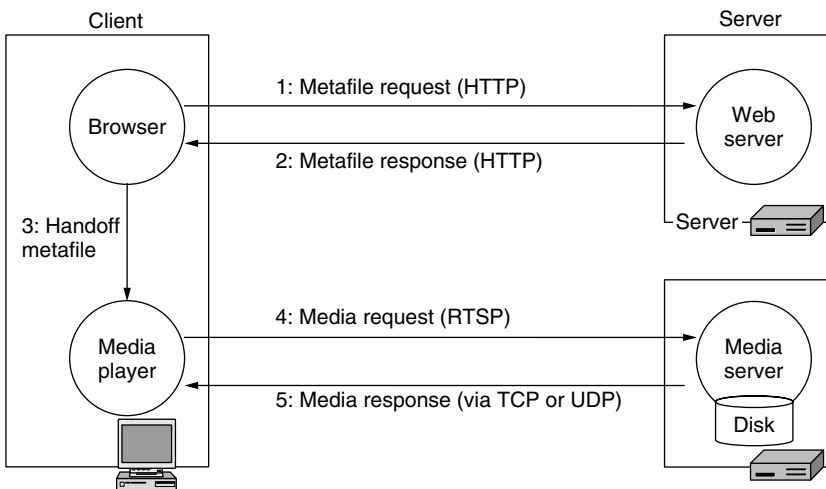 Client
Server
1: Metafile request (HTTP)
Browser
Web
server
2: Metafile response (HTTP)
3: Handoff
metafile
Server
4: Media request (RTSP)
Media
player
Media
server
5: Media response (via TCP or UDP)
Disk